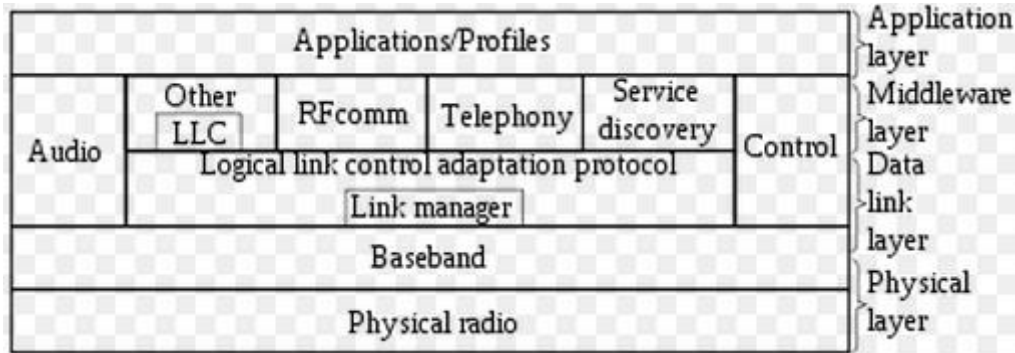 Applications/Profiles
Application
layer
Audio
Other
LLC
RFcomm
Telephony
Service
discovery
Control
Middleware
layer
Logical link control adaptation protocol
Link manager
Data
link
layer
Baseband
Physical radio
Physical
layer